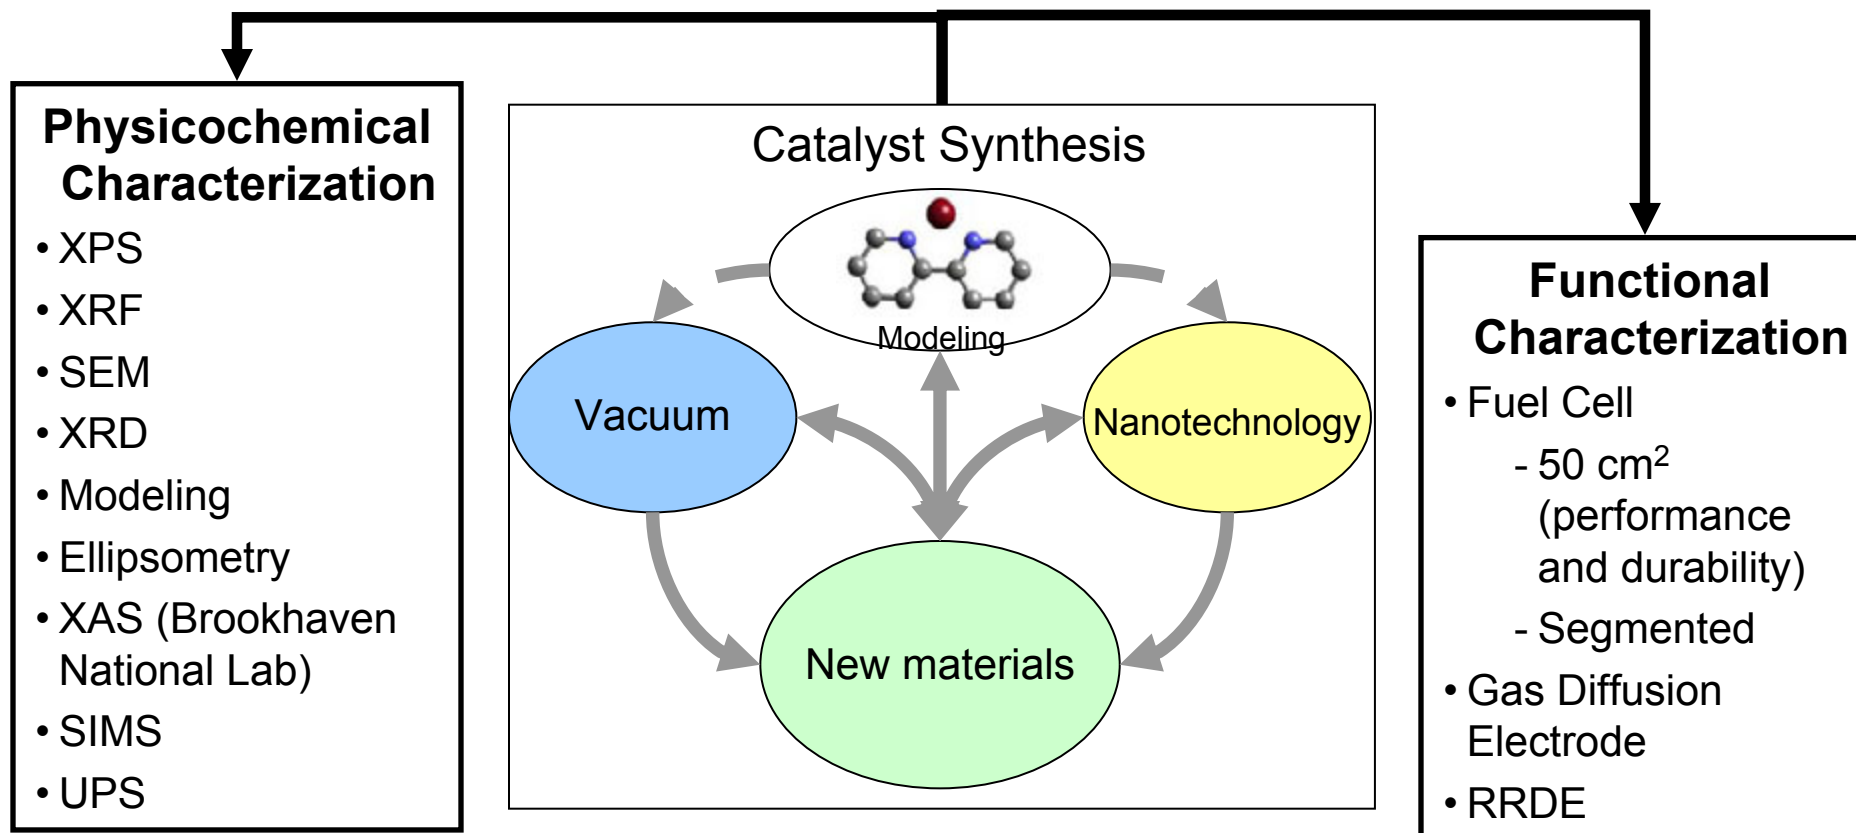 Physicochemical
Characterization
• XPS
• XRF
• SEM
• XRD
• Modeling
• Ellipsometry
• XAS (Brookhaven
National Lab)
• SIMS
• UPS
Catalyst Synthesis
Modeling
Vacuum
Nanotechnology
New materials
Functional
Characterization
• Fuel Cell
- 50 cm²
(performance
and durability)
- Segmented
• Gas Diffusion
Electrode
• RRDE